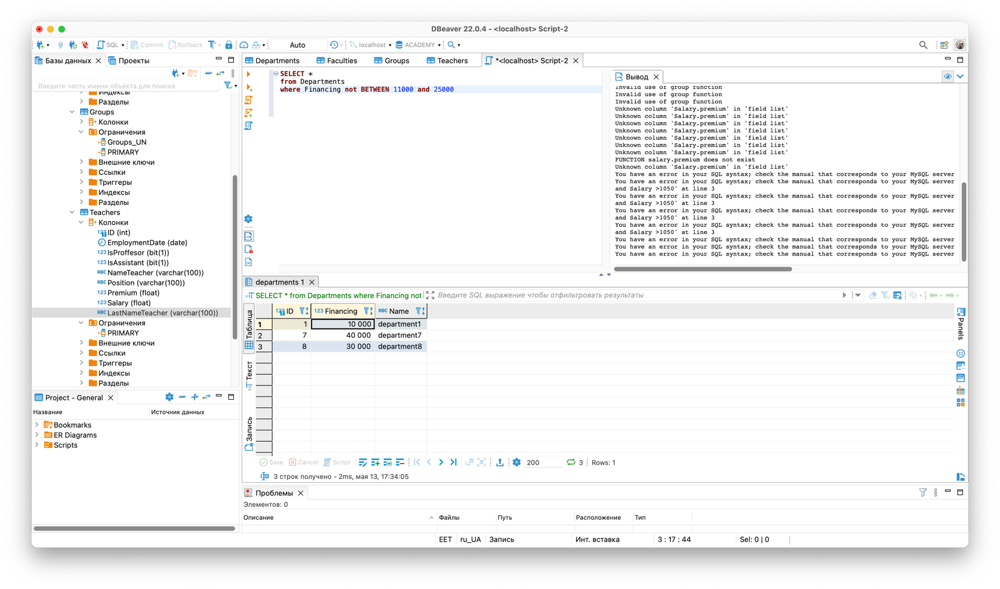 DBeaver 22.0.4 - <localhost> Script-2
SQL
Commit
Rollback
Auto
localhost
ACADEMY
Базы данных
Проекты
Введите часть имени объекта для поиска
Индексы
Разделы
Groups
Колонки
Ограничения
Groups_UN
PRIMARY
Внешние ключи
Ссылки
Триггеры
Индексы
Разделы
Teachers
Колонки
ID (int)
EmploymentDate (date)
IsProffesor (bit(1))
IsAssistant (bit(1))
NameTeacher (varchar(100))
Position (varchar(100))
Premium (float)
Salary (float)
LastNameTeacher (varchar(100))
Ограничения
PRIMARY
Внешние ключи
Ссылки
Триггеры
Индексы
Разделы
Project - General
Название Источник данных
Bookmarks
ER Diagrams
Scripts
Departments
Faculties
Groups
Teachers
*<localhost> Script-2
SELECT *
from Departments
where Financing not BETWEEN 11000 and 25000
Вывод
Invalid use of group function
Invalid use of group function
Invalid use of group function
Unknown column 'Salary.premium' in 'field list'
Unknown column 'Salary.premium' in 'field list'
Unknown column 'Salary.premium' in 'field list'
Unknown column 'Salary.premium' in 'field list'
Unknown column 'Salary.premium' in 'field list'
Unknown column 'Salary.premium' in 'field list'
Unknown column 'Salary.premium' in 'field list'
FUNCTION salary.premium does not exist
Unknown column 'Salary.premium' in 'field list'
You have an error in your SQL syntax; check the manual that corresponds to your MySQL server
You have an error in your SQL syntax; check the manual that corresponds to your MySQL server
and Salary >1050' at line 3
You have an error in your SQL syntax; check the manual that corresponds to your MySQL server
and Salary >1050' at line 3
You have an error in your SQL syntax; check the manual that corresponds to your MySQL server
and Salary >1050' at line 3
You have an error in your SQL syntax; check the manual that corresponds to your MySQL server
and Salary >1050' at line 3
You have an error in your SQL syntax; check the manual that corresponds to your MySQL server
You have an error in your SQL syntax; check the manual that corresponds to your MySQL server
You have an error in your SQL syntax; check the manual that corresponds to your MySQL server
departments 1
SELECT * from Departments where Financing not
Введите SQL выражение чтобы отфильтровать результаты
Таблица
Текст
Запись
123 ID 123 Financing ABC Name
1 1 10 000 department1
2 7 40 000 department7
3 8 30 000 department8
Panels
Save Cancel Script 200 3 Rows: 1
3 строк получено - 2ms, мая 13, 17:34:05
Проблемы
Элементов: 0
Описание Файлы Путь Расположение Тип
EET ru_UA Запись Инт. вставка 3 : 17 : 44 Sel: 0 | 0